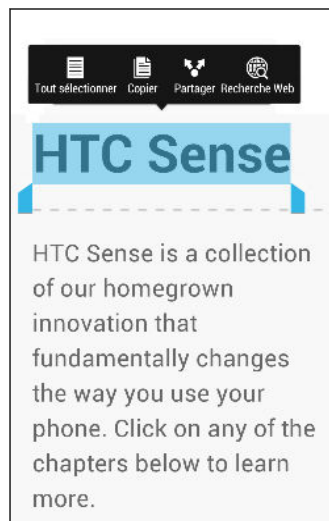 Tout sélectionner Copier Partager Recherche Web
HTC Sense
HTC Sense is a collection
of our homegrown
innovation that
fundamentally changes
the way you use your
phone. Click on any of the
chapters below to learn
more.